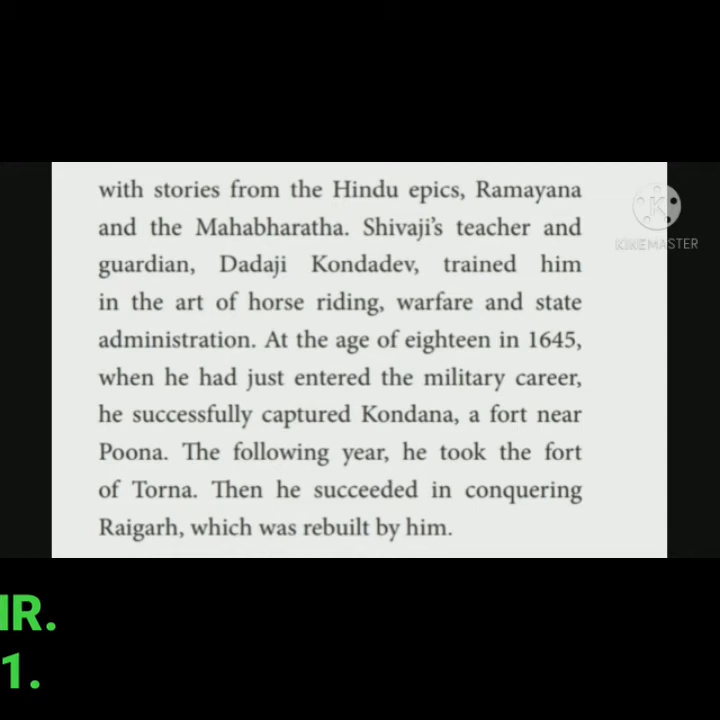 with stories from the Hindu epics, Ramayana
and the Mahabharatha. Shivaji's teacher and
guardian, Dadaji Kondadev, trained him
in the art of horse riding, warfare and state
administration. At the age of eighteen in 1645,
when he had just entered the military career,
he successfully captured Kondana, a fort near
Poona. The following year, he took the fort
of Torna. Then he succeeded in conquering
Raigarh, which was rebuilt by him.
K
KINEMASTER
IR.
1.